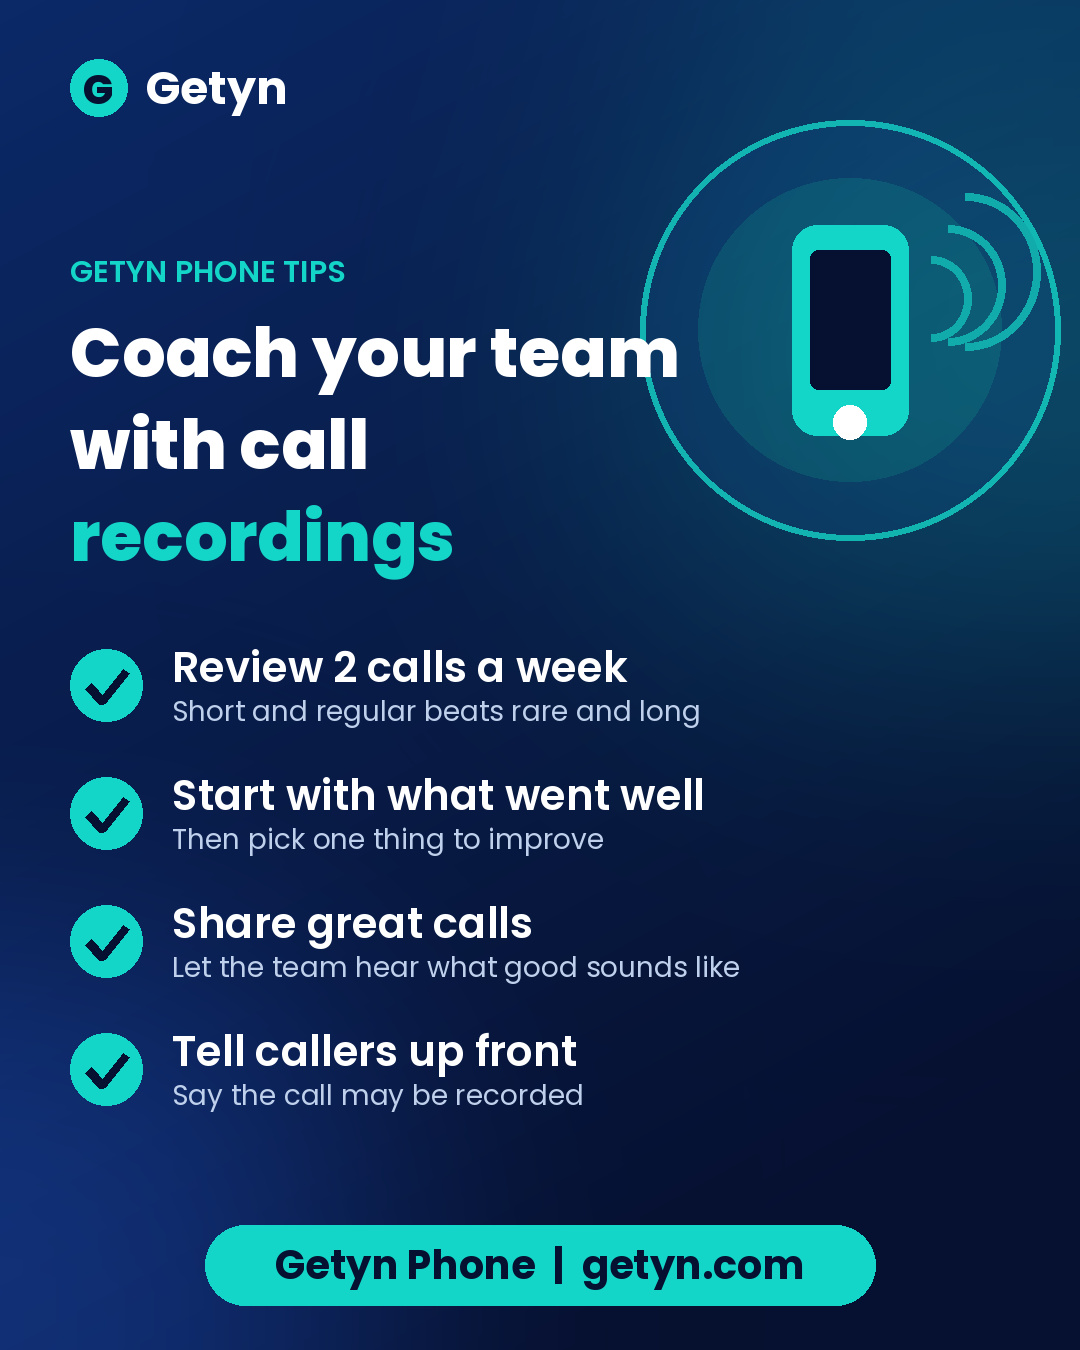 G Getyn
GETYN PHONE TIPS
Coach your team
with call
recordings
Review 2 calls a week
Short and regular beats rare and long
Start with what went well
Then pick one thing to improve
Share great calls
Let the team hear what good sounds like
Tell callers up front
Say the call may be recorded
Getyn Phone | getyn.com